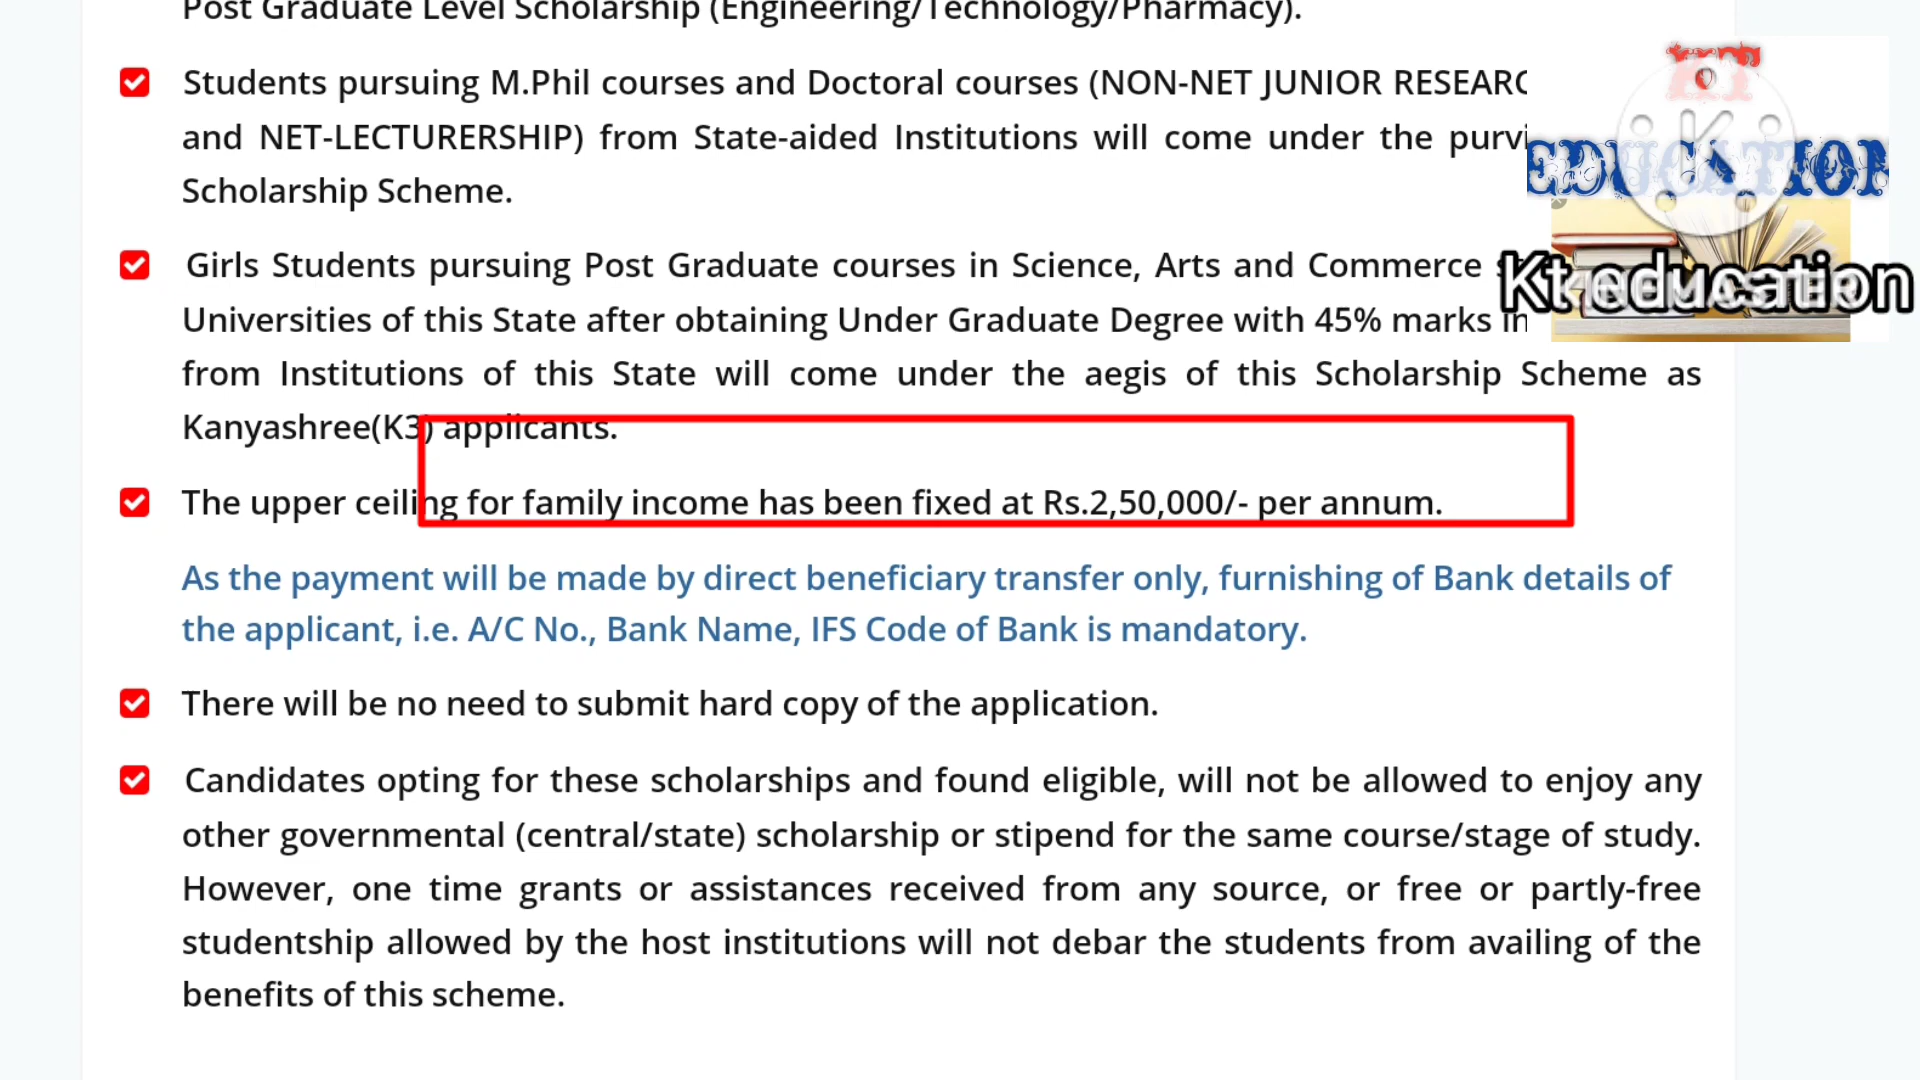 Post Graduate Level Scholarship (Engineering/Technology/Pharmacy).
Students pursuing M.Phil courses and Doctoral courses (NON-NET JUNIOR RESEARC
and NET-LECTURERSHIP) from State-aided Institutions will come under the purvi
Scholarship Scheme.
Girls Students pursuing Post Graduate courses in Science, Arts and Commerce
Universities of this State after obtaining Under Graduate Degree with 45% marks in
from Institutions of this State will come under the aegis of this Scholarship Scheme as
Kanyashree(K3) applicants.
The upper ceiling for family income has been fixed at Rs.2,50,000/- per annum.
As the payment will be made by direct beneficiary transfer only, furnishing of Bank details of
the applicant, i.e. A/C No., Bank Name, IFS Code of Bank is mandatory.
There will be no need to submit hard copy of the application.
Candidates opting for these scholarships and found eligible, will not be allowed to enjoy any
other governmental (central/state) scholarship or stipend for the same course/stage of study.
However, one time grants or assistances received from any source, or free or partly-free
studentship allowed by the host institutions will not debar the students from availing of the
benefits of this scheme.
KT
EDUCATION
Kt education